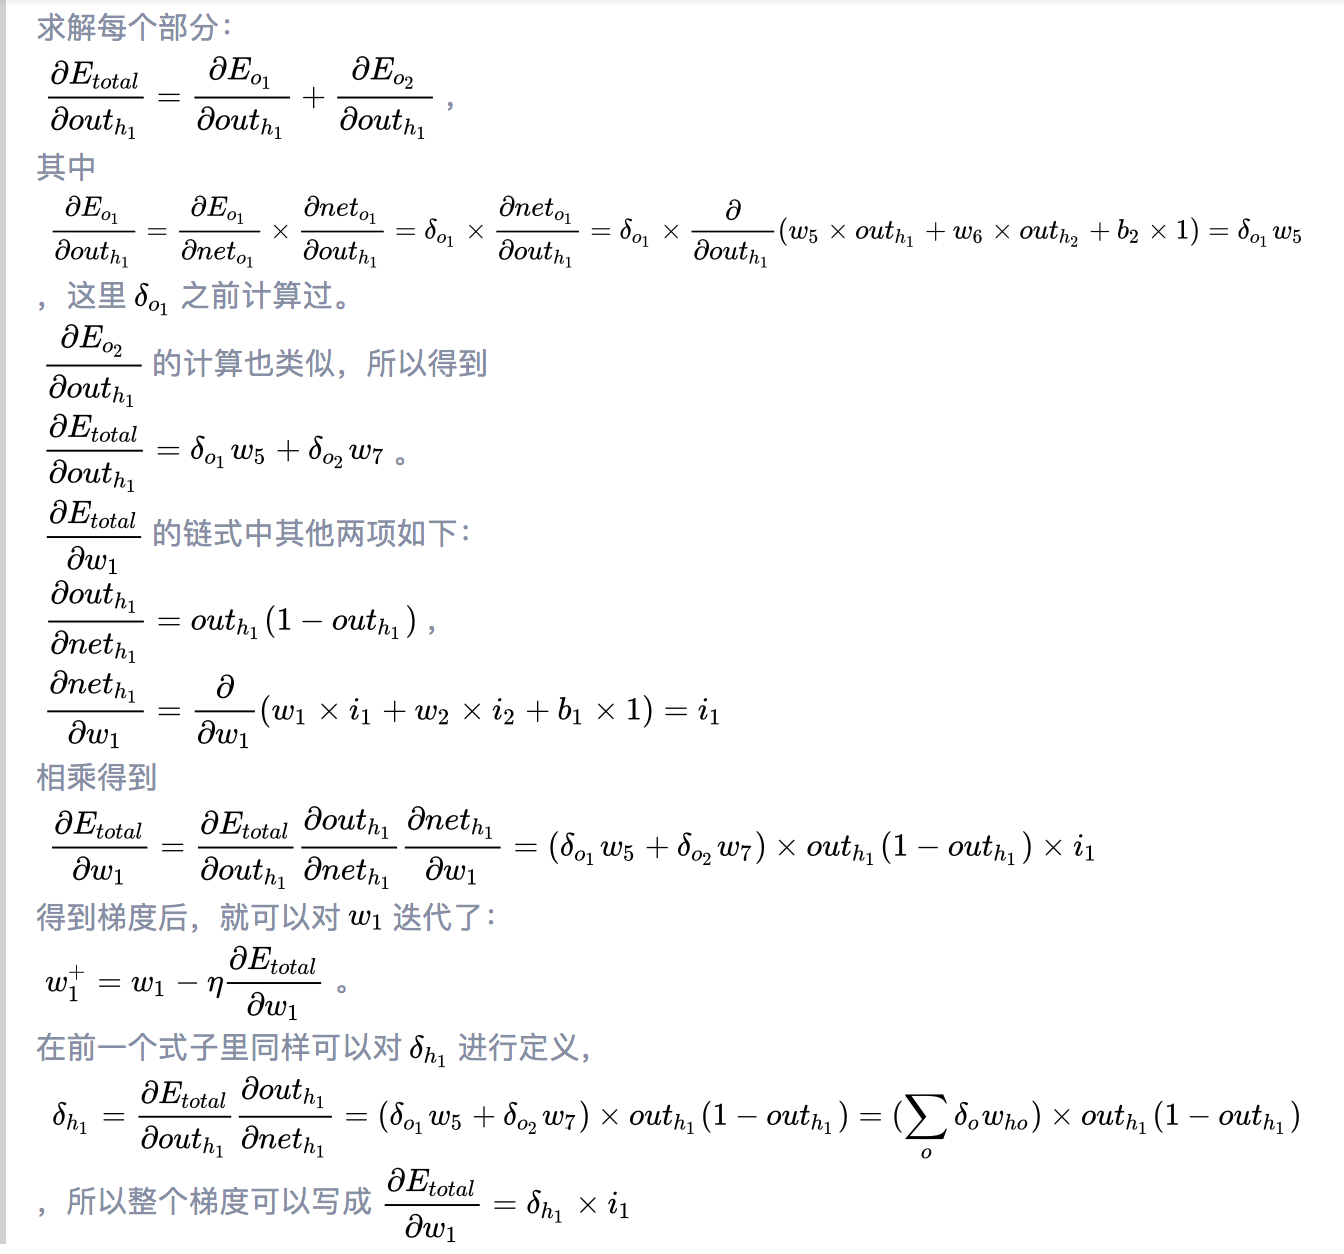 求解每个部分：
$\frac{\partial E_{total}}{\partial out_{h_1}} = \frac{\partial E_{o_1}}{\partial out_{h_1}} + \frac{\partial E_{o_2}}{\partial out_{h_1}}$，
其中
$\frac{\partial E_{o_1}}{\partial out_{h_1}} = \frac{\partial E_{o_1}}{\partial net_{o_1}} \times \frac{\partial net_{o_1}}{\partial out_{h_1}} = \delta_{o_1} \times \frac{\partial net_{o_1}}{\partial out_{h_1}} = \delta_{o_1} \times \frac{\partial}{\partial out_{h_1}}(w_5 \times out_{h_1} + w_6 \times out_{h_2} + b_2 \times 1) = \delta_{o_1} w_5$
，这里 $\delta_{o_1}$ 之前计算过。
$\frac{\partial E_{o_2}}{\partial out_{h_1}}$ 的计算也类似，所以得到
$\frac{\partial E_{total}}{\partial out_{h_1}} = \delta_{o_1} w_5 + \delta_{o_2} w_7$ 。
$\frac{\partial E_{total}}{\partial w_1}$ 的链式中其他两项如下：
$\frac{\partial out_{h_1}}{\partial net_{h_1}} = out_{h_1}(1 - out_{h_1})$，
$\frac{\partial net_{h_1}}{\partial w_1} = \frac{\partial}{\partial w_1}(w_1 \times i_1 + w_2 \times i_2 + b_1 \times 1) = i_1$
相乘得到
$\frac{\partial E_{total}}{\partial w_1} = \frac{\partial E_{total}}{\partial out_{h_1}} \frac{\partial out_{h_1}}{\partial net_{h_1}} \frac{\partial net_{h_1}}{\partial w_1} = (\delta_{o_1} w_5 + \delta_{o_2} w_7) \times out_{h_1}(1 - out_{h_1}) \times i_1$
得到梯度后，就可以对 $w_1$ 迭代了：
$w_1^+ = w_1 - \eta \frac{\partial E_{total}}{\partial w_1}$ 。
在前一个式子里同样可以对 $\delta_{h_1}$ 进行定义，
$\delta_{h_1} = \frac{\partial E_{total}}{\partial out_{h_1}} \frac{\partial out_{h_1}}{\partial net_{h_1}} = (\delta_{o_1} w_5 + \delta_{o_2} w_7) \times out_{h_1}(1 - out_{h_1}) = (\sum_o \delta_o w_{ho}) \times out_{h_1}(1 - out_{h_1})$
，所以整个梯度可以写成 $\frac{\partial E_{total}}{\partial w_1} = \delta_{h_1} \times i_1$